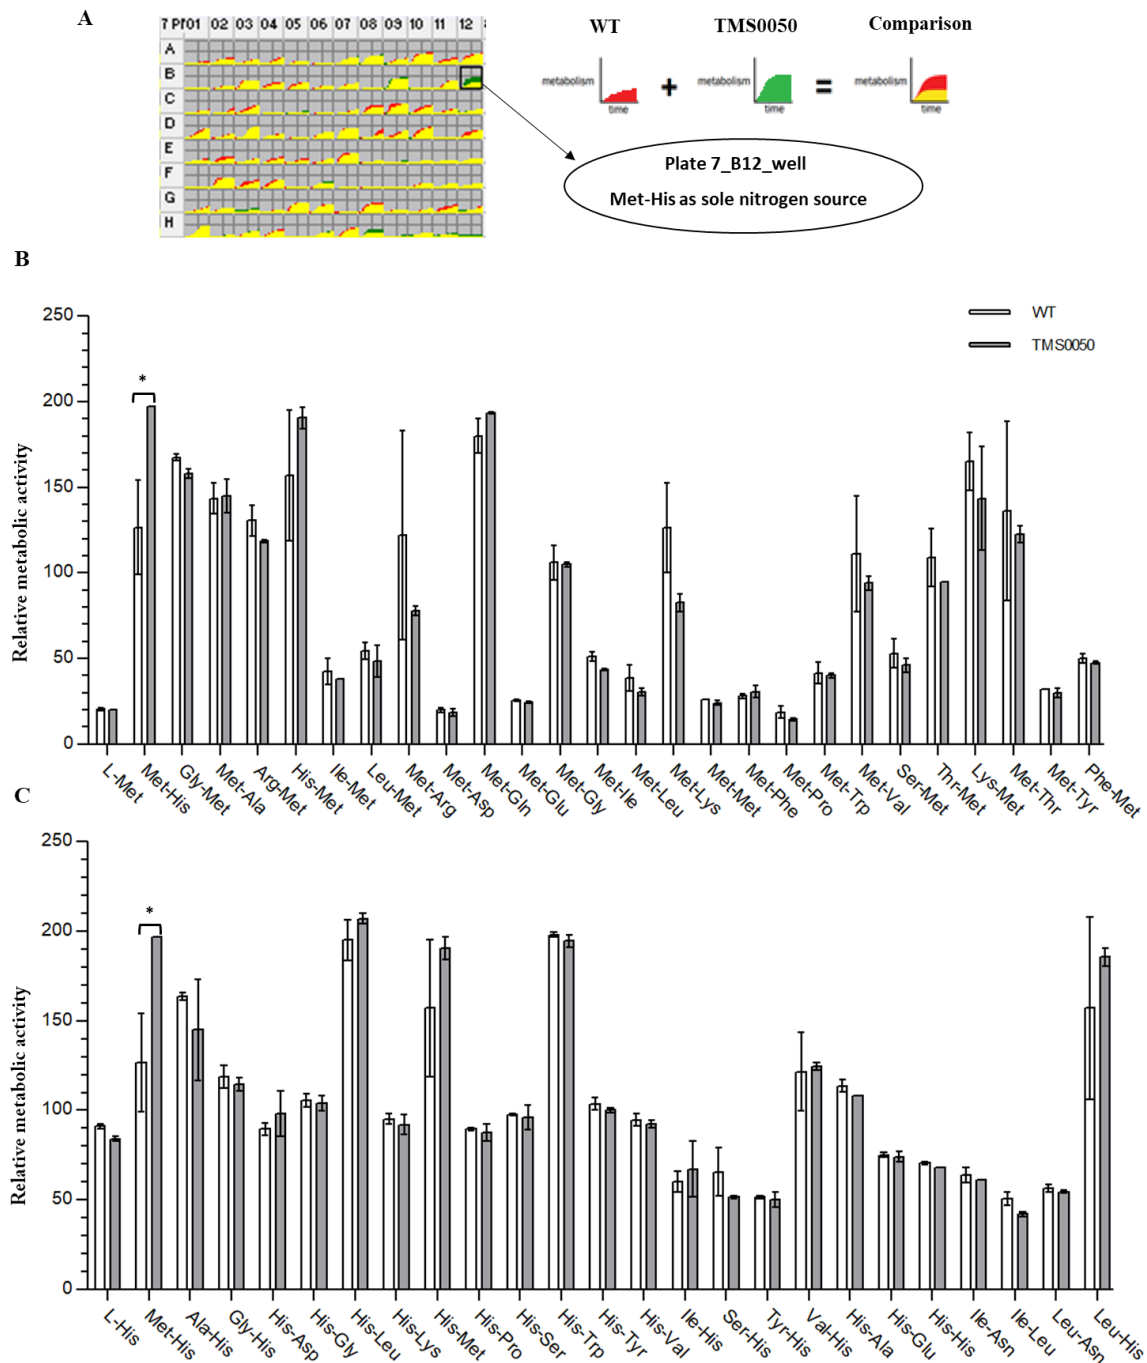 A
WT
TMS0050
Comparison
01 02 03 04 05 06 07 08 09 10 11 12
A
B
C
D
E
F
G
H
metabolism
time
+
metabolism
time
=
metabolism
time
Plate 7_B12_well
Met-His as sole nitrogen source
B
Relative metabolic activity
250
200
150
100
50
0
*
WT
TMS0050
L-Met
Met-His
Gly-Met
Met-Ala
Arg-Met
His-Met
Ile-Met
Leu-Met
Met-Arg
Met-Asp
Met-Gln
Met-Glu
Met-Gly
Met-Ile
Met-Leu
Met-Lys
Met-Met
Met-Phe
Met-Pro
Met-Trp
Met-Val
Ser-Met
Thr-Met
Lys-Met
Met-Thr
Met-Tyr
Phe-Met
C
Relative metabolic activity
250
200
150
100
50
0
*
L-His
Met-His
Ala-His
Gly-His
His-Asp
His-Gly
His-Leu
His-Lys
His-Met
His-Pro
His-Ser
His-Trp
His-Tyr
His-Val
Ile-His
Ser-His
Tyr-His
Val-His
His-Ala
His-Glu
His-His
Ile-Asn
Ile-Leu
Leu-Asn
Leu-His